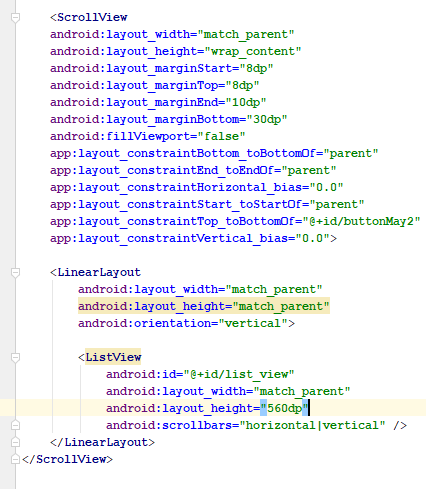 <ScrollView
android:layout_width="match_parent"
android:layout_height="wrap_content"
android:layout_marginStart="8dp"
android:layout_marginTop="8dp"
android:layout_marginEnd="10dp"
android:layout_marginBottom="30dp"
android:fillViewport="false"
app:layout_constraintBottom_toBottomOf="parent"
app:layout_constraintEnd_toEndOf="parent"
app:layout_constraintHorizontal_bias="0.0"
app:layout_constraintStart_toStartOf="parent"
app:layout_constraintTop_toBottomOf="@+id/buttonMay2"
app:layout_constraintVertical_bias="0.0">
<LinearLayout
android:layout_width="match_parent"
android:layout_height="match_parent"
android:orientation="vertical">
<ListView
android:id="@+id/list_view"
android:layout_width="match_parent"
android:layout_height="560dp"
android:scrollbars="horizontal|vertical" />
</LinearLayout>
</ScrollView>